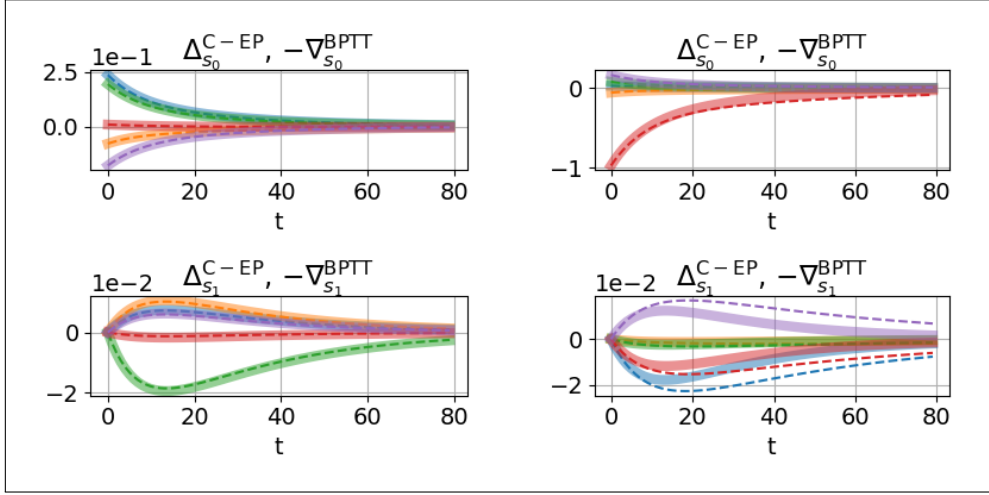 Δ_{s_0}^{C−EP}, −∇_{s_0}^{BPTT}
1e−1
2.5
0.0
0 20 40 60 80
t
Δ_{s_0}^{C−EP}, −∇_{s_0}^{BPTT}
0
−1
0 20 40 60 80
t
Δ_{s_1}^{C−EP}, −∇_{s_1}^{BPTT}
1e−2
0
−2
0 20 40 60 80
t
Δ_{s_1}^{C−EP}, −∇_{s_1}^{BPTT}
1e−2
0
−2
0 20 40 60 80
t